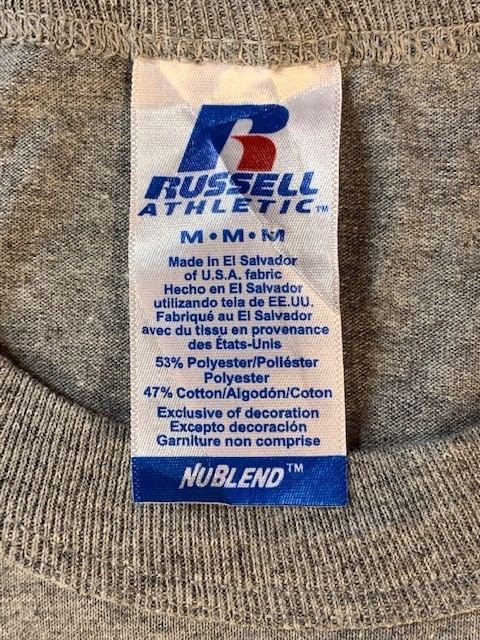 RUSSELL
ATHLETIC™
M • M • M
Made in El Salvador
of U.S.A. fabric
Hecho en El Salvador
utilizando tela de EE.UU.
Fabriqué au El Salvador
avec du tissu en provenance
des États-Unis
53% Polyester/Poliéster
Polyester
47% Cotton/Algodón/Coton
Exclusive of decoration
Excepto decoración
Garniture non comprise
NUBLEND™